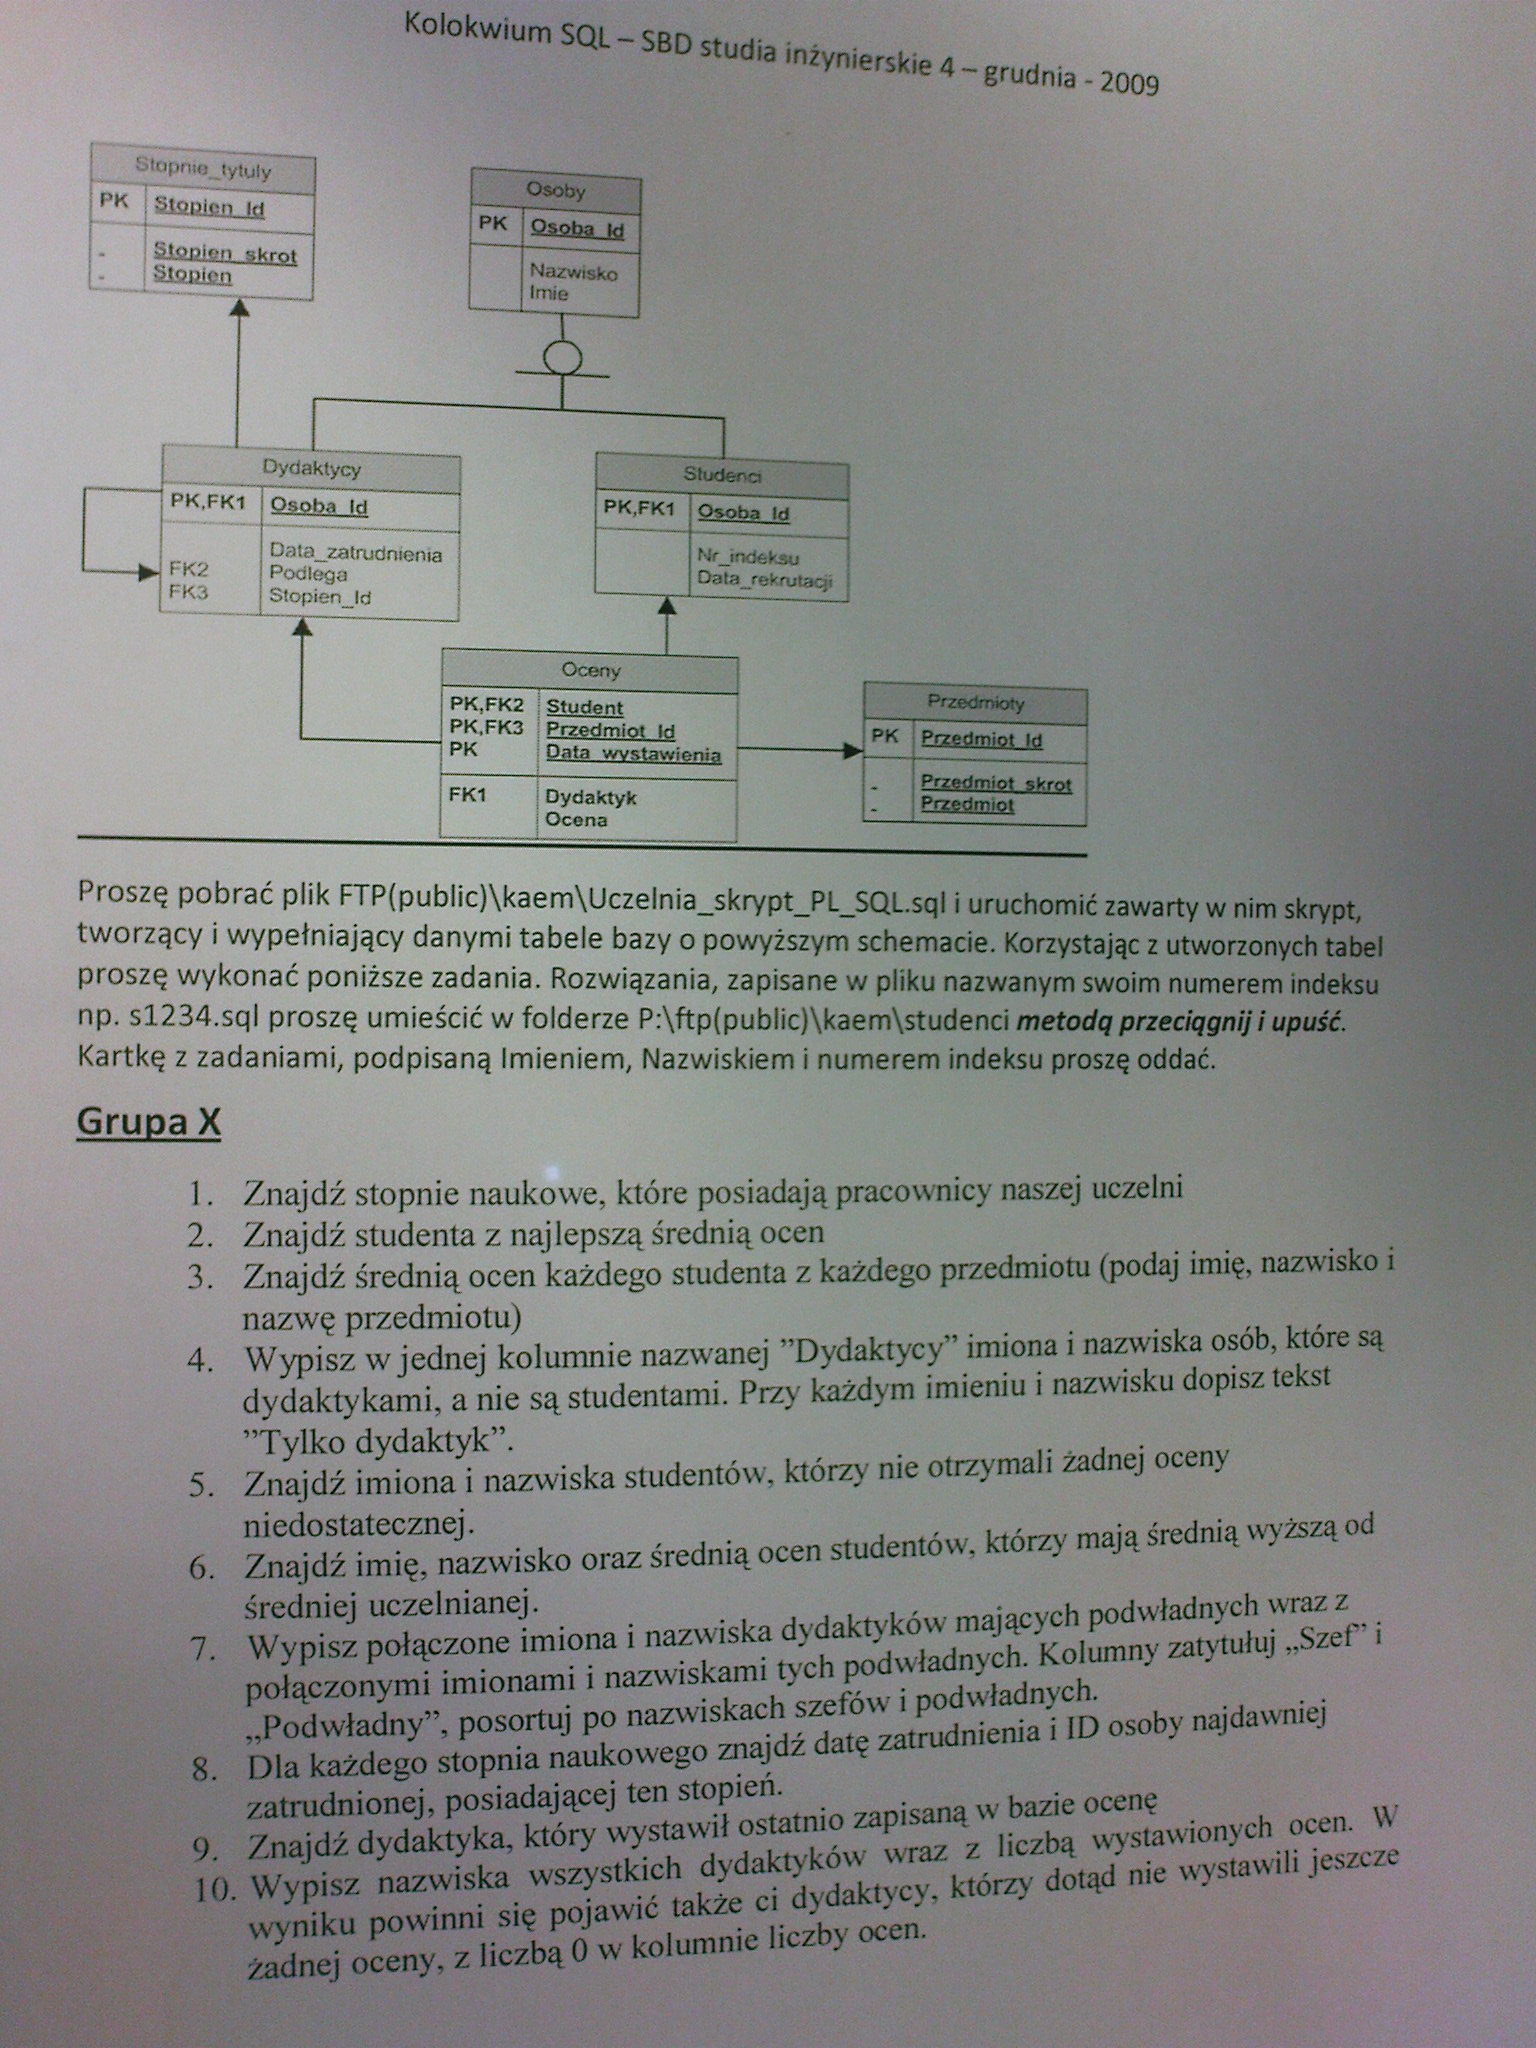 Kolokwium SQL – SBD studia inżynierskie 4 – grudnia - 2009
Stopnie_tytuly
PK Stopien_Id
- Stopien_skrot
- Stopien
Osoby
PK Osoba_Id
Nazwisko
Imie
Dydaktycy
PK,FK1 Osoba_Id
Data_zatrudnienia
FK2 Podlega
FK3 Stopien_Id
Studenci
PK,FK1 Osoba_Id
Nr_indeksu
Data_rekrutacji
Oceny
PK,FK2 Student
PK,FK3 Przedmiot_Id
PK Data_wystawienia
FK1 Dydaktyk
Ocena
Przedmioty
PK Przedmiot_Id
- Przedmiot_skrot
- Przedmiot
Proszę pobrać plik FTP(public)\kaem\Uczelnia_skrypt_PL_SQL.sql i uruchomić zawarty w nim skrypt,
tworzący i wypełniający danymi tabele bazy o powyższym schemacie. Korzystając z utworzonych tabel
proszę wykonać poniższe zadania. Rozwiązania, zapisane w pliku nazwanym swoim numerem indeksu
np. s1234.sql proszę umieścić w folderze P:\ftp(public)\kaem\studenci metodą przeciągnij i upuść.
Kartkę z zadaniami, podpisaną Imieniem, Nazwiskiem i numerem indeksu proszę oddać.
Grupa X
1. Znajdź stopnie naukowe, które posiadają pracownicy naszej uczelni
2. Znajdź studenta z najlepszą średnią ocen
3. Znajdź średnią ocen każdego studenta z każdego przedmiotu (podaj imię, nazwisko i
nazwę przedmiotu)
4. Wypisz w jednej kolumnie nazwanej ”Dydaktycy” imiona i nazwiska osób, które są
dydaktykami, a nie są studentami. Przy każdym imieniu i nazwisku dopisz tekst
”Tylko dydaktyk”.
5. Znajdź imiona i nazwiska studentów, którzy nie otrzymali żadnej oceny
niedostatecznej.
6. Znajdź imię, nazwisko oraz średnią ocen studentów, którzy mają średnią wyższą od
średniej uczelnianej.
7. Wypisz połączone imiona i nazwiska dydaktyków mających podwładnych wraz z
połączonymi imionami i nazwiskami tych podwładnych. Kolumny zatytułuj „Szef” i
„Podwładny”, posortuj po nazwiskach szefów i podwładnych.
8. Dla każdego stopnia naukowego znajdź datę zatrudnienia i ID osoby najdawniej
zatrudnionej, posiadającej ten stopień.
9. Znajdź dydaktyka, który wystawił ostatnio zapisaną w bazie ocenę
10. Wypisz nazwiska wszystkich dydaktyków wraz z liczbą wystawionych ocen. W
wyniku powinni się pojawić także ci dydaktycy, którzy dotąd nie wystawili jeszcze
żadnej oceny, z liczbą 0 w kolumnie liczby ocen.